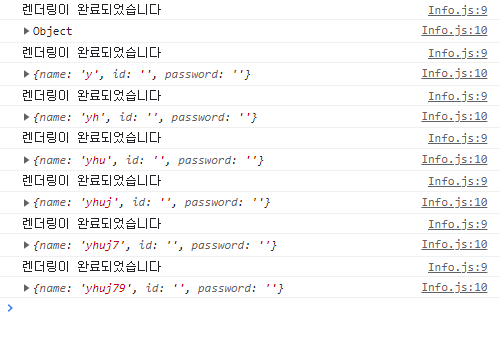 렌더링이 완료되었습니다 Info.js:9
▶Object Info.js:10
렌더링이 완료되었습니다 Info.js:9
▶{name: 'y', id: '', password: ''} Info.js:10
렌더링이 완료되었습니다 Info.js:9
▶{name: 'yh', id: '', password: ''} Info.js:10
렌더링이 완료되었습니다 Info.js:9
▶{name: 'yhu', id: '', password: ''} Info.js:10
렌더링이 완료되었습니다 Info.js:9
▶{name: 'yhuj', id: '', password: ''} Info.js:10
렌더링이 완료되었습니다 Info.js:9
▶{name: 'yhuj7', id: '', password: ''} Info.js:10
렌더링이 완료되었습니다 Info.js:9
▶{name: 'yhuj79', id: '', password: ''} Info.js:10